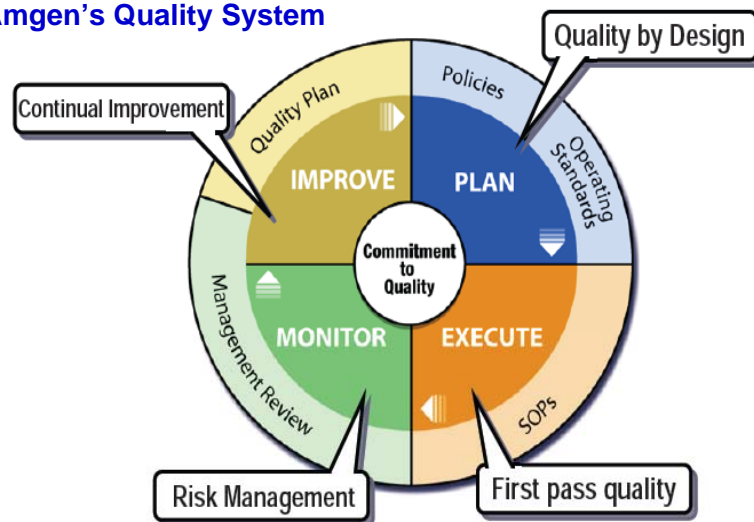 Amgen's Quality System
Quality by Design
Continual Improvement
Quality Plan
Policies
Operating
Standards
IMPROVE
PLAN
Commitment
to
Quality
MONITOR
EXECUTE
Management Review
SOPs
Risk Management
First pass quality